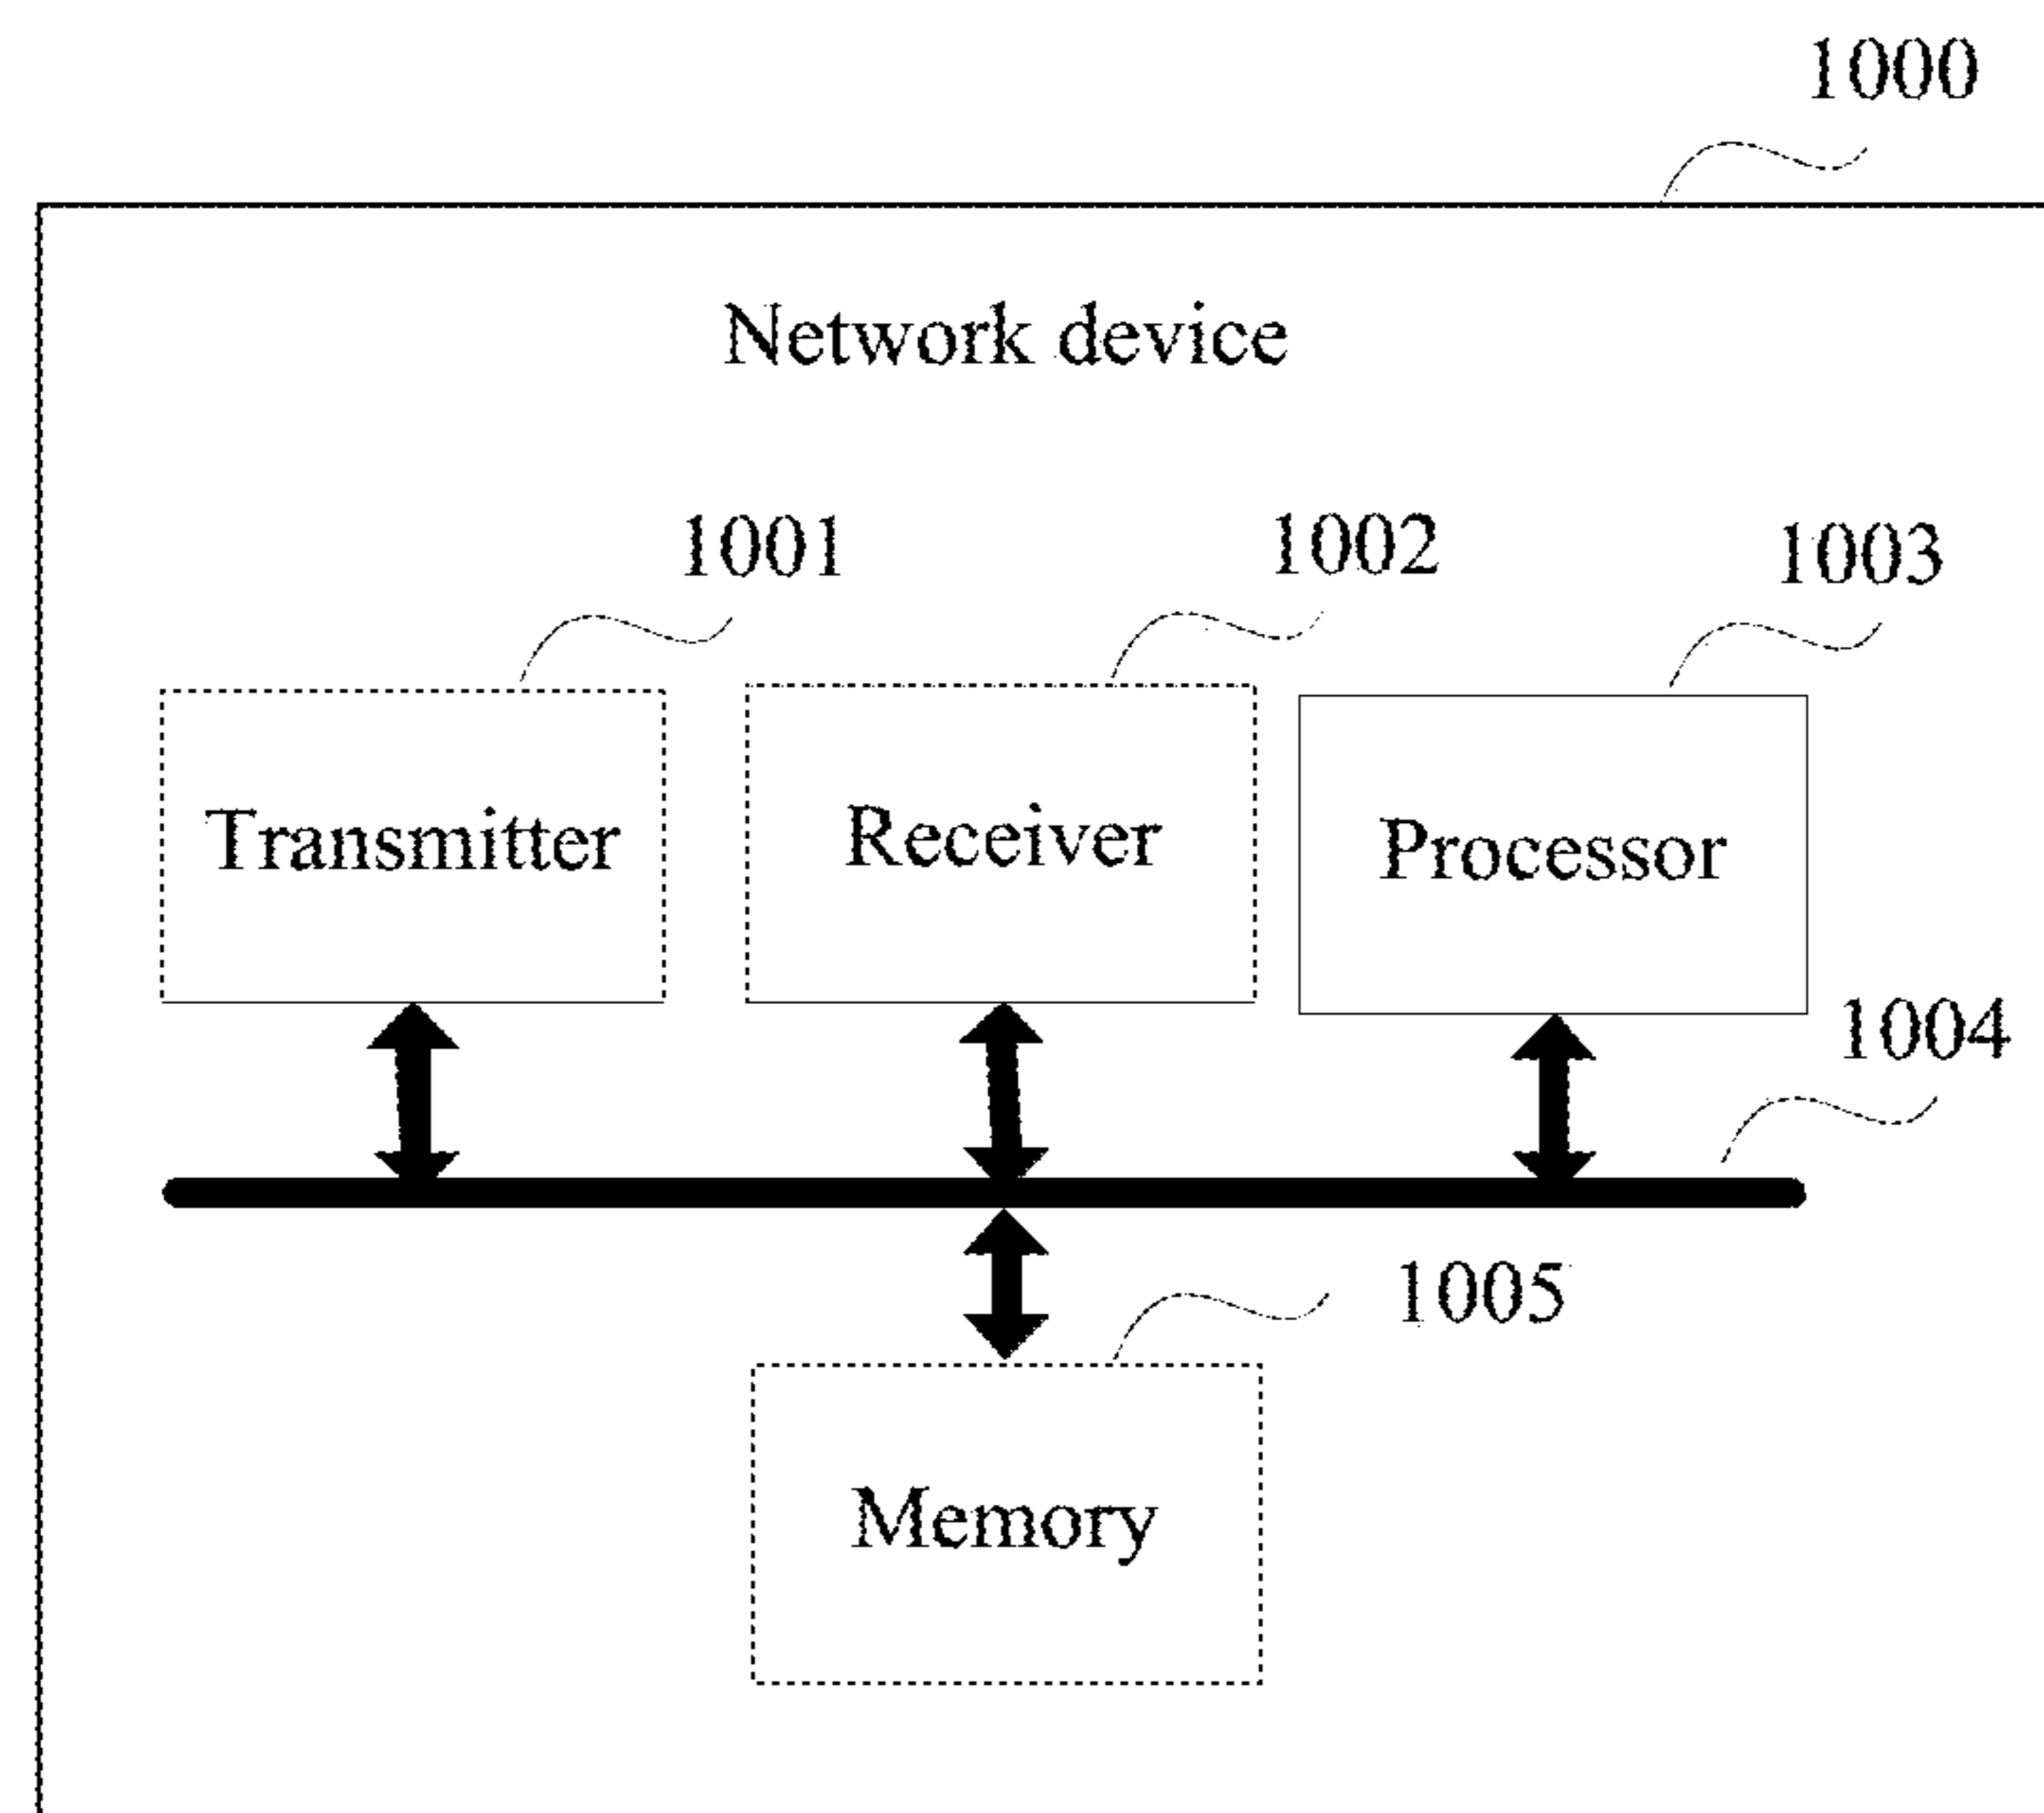 1000
Network device
1001
1002
1003
Transmitter
Receiver
Processor
1004
1005
Memory